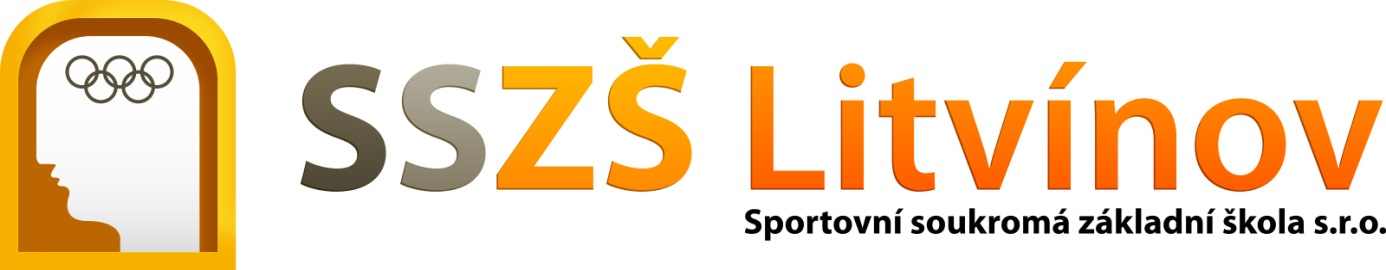 SSZŠ Litvínov
Sportovní soukromá základní škola s.r.o.